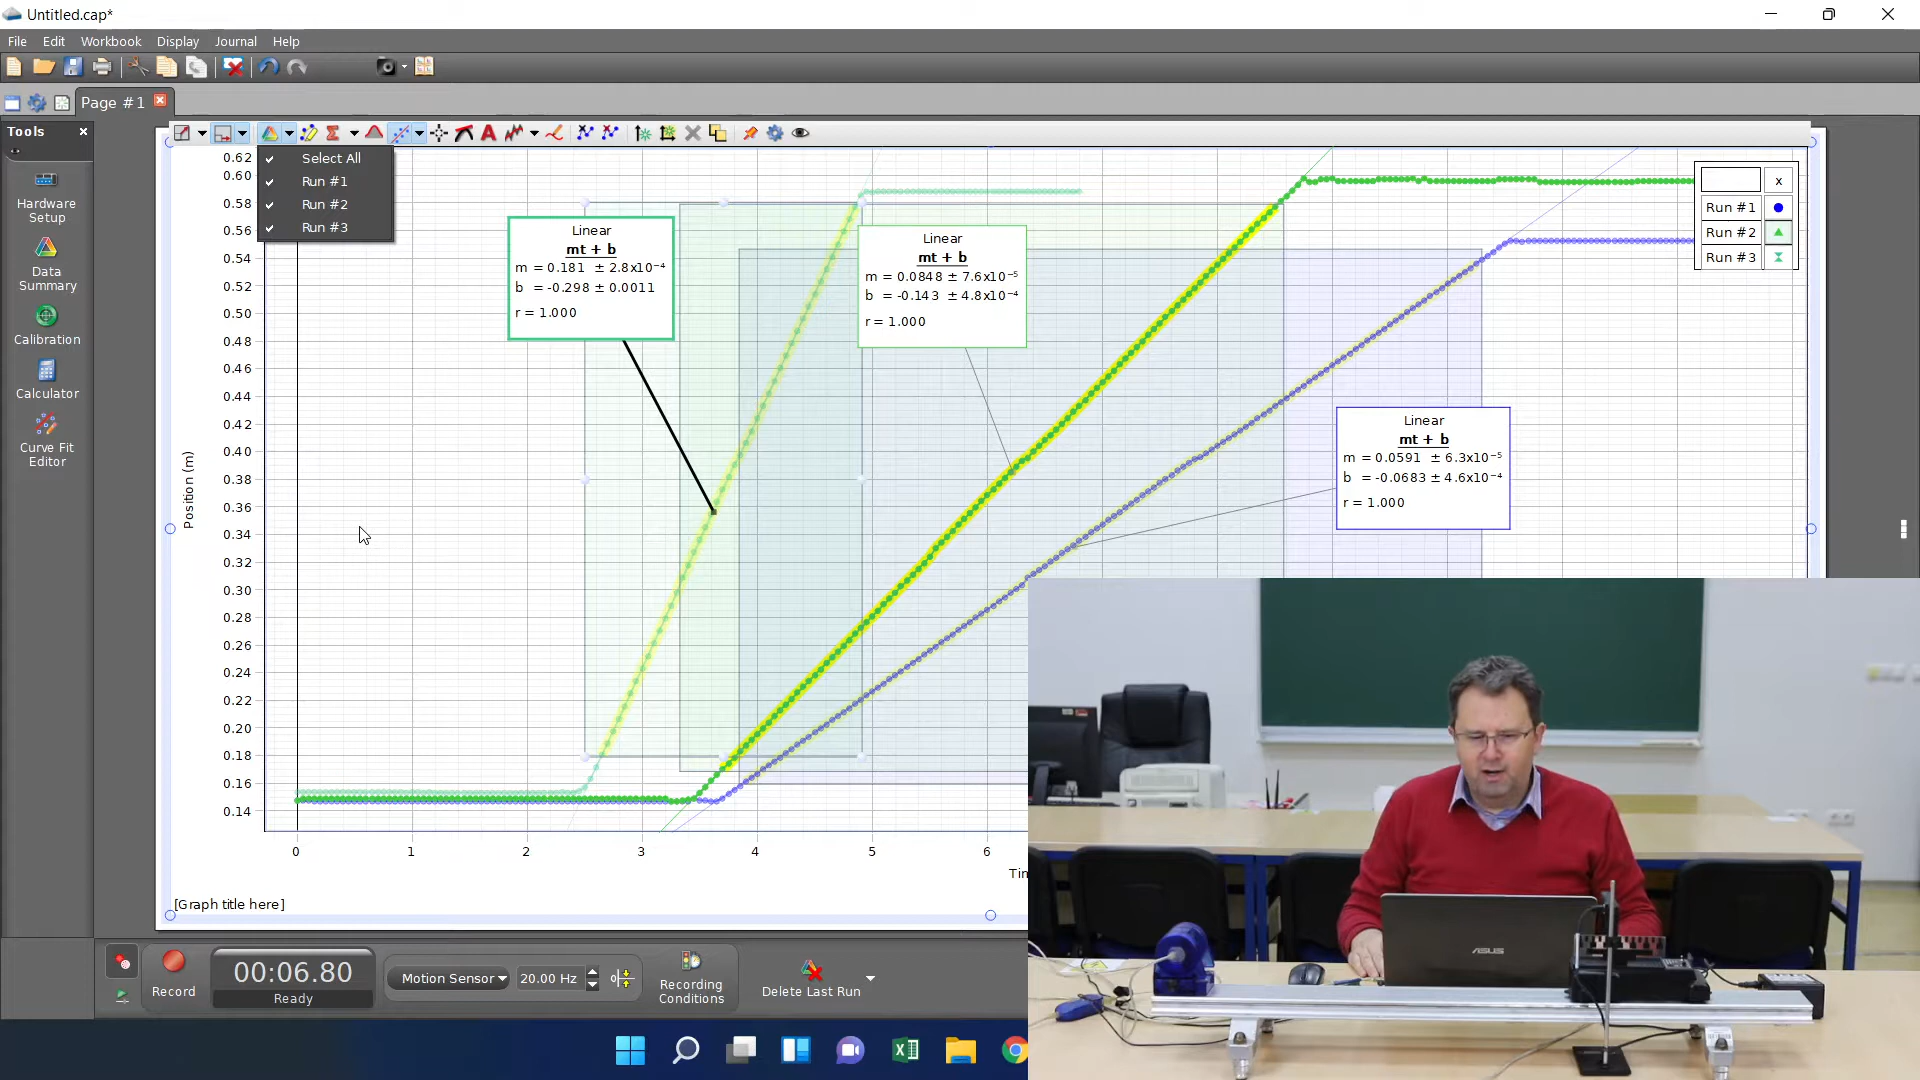 Untitled.cap*
File Edit Workbook Display Journal Help
Page #1
Tools
Hardware
Setup
Data
Summary
Calibration
Calculator
Curve Fit
Editor
Select All
Run #1
Run #2
Run #3
0.62
0.60
0.58
0.56
0.54
0.52
0.50
0.48
0.46
0.44
0.42
0.40
0.38
0.36
0.34
0.32
0.30
0.28
0.26
0.24
0.22
0.20
0.18
0.16
0.14
Position (m)
Linear
mt + b
m = 0.181 ± 2.8x10⁻⁴
b = -0.298 ± 0.0011
r = 1.000
Linear
mt + b
m = 0.0848 ± 7.6x10⁻⁵
b = -0.143 ± 4.8x10⁻⁴
r = 1.000
Linear
mt + b
m = 0.0591 ± 6.3x10⁻⁵
b = -0.0683 ± 4.6x10⁻⁴
r = 1.000
x
Run #1
Run #2
Run #3
0 1 2 3 4 5 6
Tin
[Graph title here]
Record
00:06.80
Ready
Motion Sensor
20.00 Hz
Recording
Conditions
Delete Last Run
ASUS